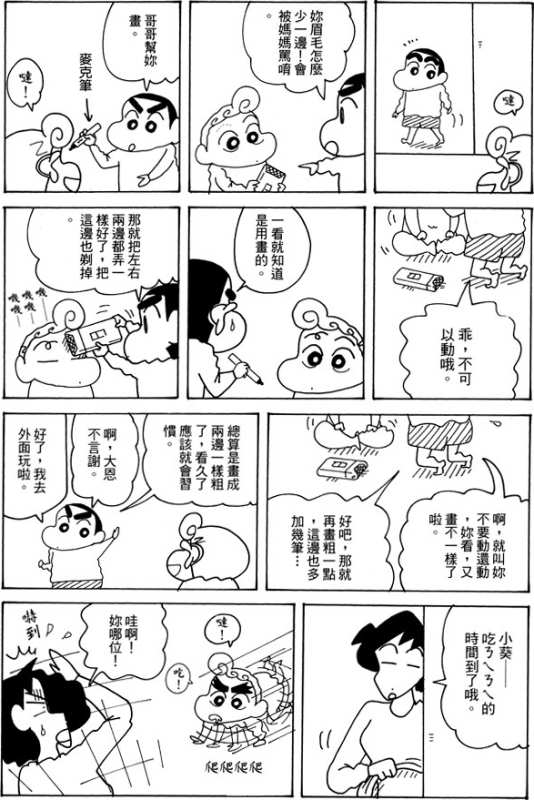 噠
妳眉毛怎麼
少一邊!會
被媽媽罵唷
哥哥幫妳
畫。
麥克筆
噠!
乖,不可
以動哦。
一看就知道
是用畫的。
那就把左右
兩邊都弄一
樣好了,把
這邊也剃掉
。
啊,就叫妳
不要動還動
,妳看,又
畫不一樣了
啦。
好吧,那就
再畫粗一點
,這邊也多
加幾筆…
總算是畫成
兩邊一樣粗
了,看久了
應該就會習
慣。
啊,大恩
不言謝。
好了,我去
外面玩啦。
小葵——
吃ㄋㄟㄋㄟ的
時間到了哦。
噠!
吃!
爬爬爬爬
哇啊!
妳哪位!
嚇到